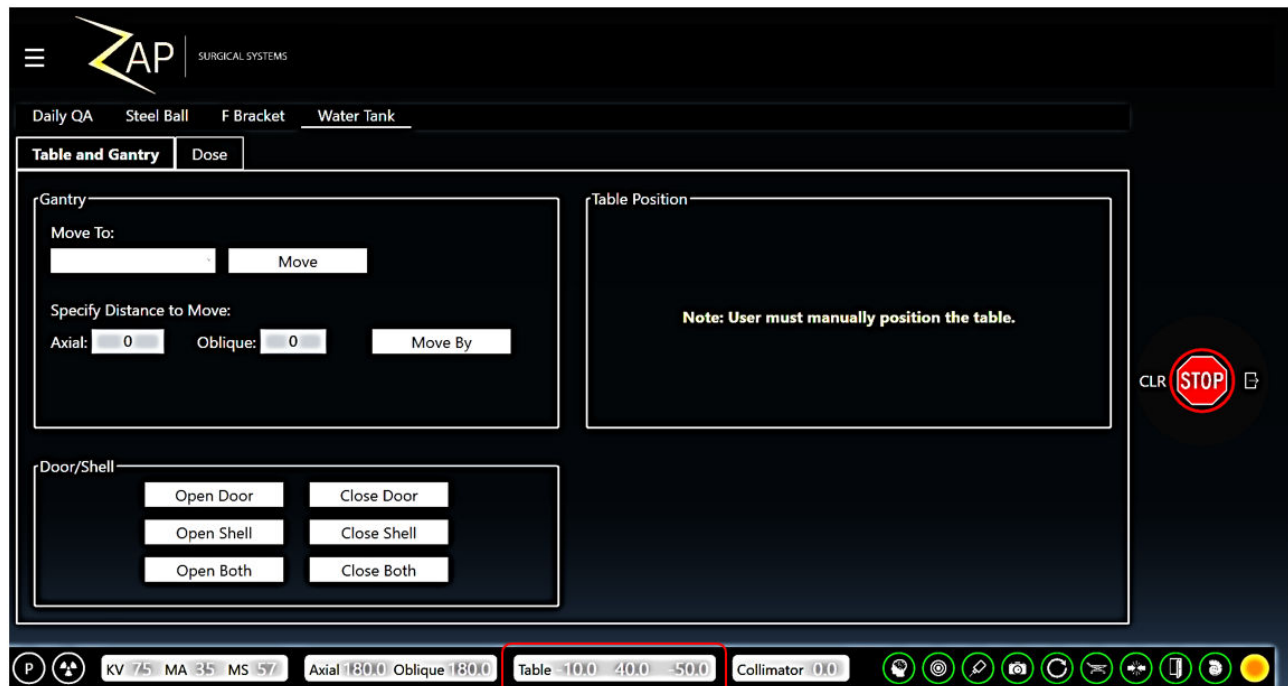 ZAP SURGICAL SYSTEMS
Daily QA Steel Ball F Bracket Water Tank
Table and Gantry Dose
Gantry
Move To:
Move
Specify Distance to Move:
Axial: 0 Oblique: 0 Move By
Table Position
Note: User must manually position the table.
CLR STOP
Door/Shell
Open Door Close Door
Open Shell Close Shell
Open Both Close Both
P KV 75 MA 35 MS 57 Axial 180.0 Oblique 180.0 Table -10.0 40.0 -50.0 Collimator 0.0